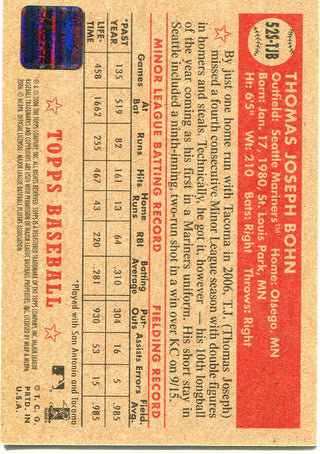 52S-TJB
THOMAS JOSEPH BOHN
Outfield: Seattle Mariners™ Home: Otsego, MN
Born: Jan. 17, 1980, St. Louis Park, MN
Ht: 6'5" Wt: 210 Bats: Right Throws: Right
By just one home run with Tacoma in 2006, T.J. (Thomas Joseph)
missed a fourth consecutive Minor League season with double figures
in homers and steals. Technically, he got it, however — his 10th longball
of the year coming as his first in a Mariners uniform. His short stay in
Seattle included a ninth-inning, two-run shot in a win over KC on 9/15.
MINOR LEAGUE BATTING RECORD FIELDING RECORD
Games At Bat Runs Hits Home Runs RBI Batting Average Put-Outs Assists Errors Field. Avg.
*PAST YEAR 135 519 82 133 9 62 304 16 5 985
LIFE- 458 1662 255 467 43 220 .281 930 53 15 985
*Played with San Antonio and Tacoma
TOPPS BASEBALL
© T. C. G.
PRTD. IN
U.S.A.